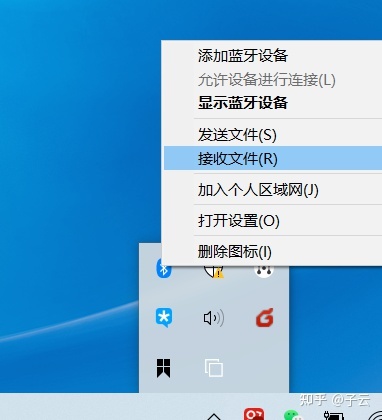 添加蓝牙设备
允许设备进行连接(L)
显示蓝牙设备
发送文件(S)
接收文件(R)
加入个人区域网(J)
打开设置(O)
删除图标(I)
知乎 @子云